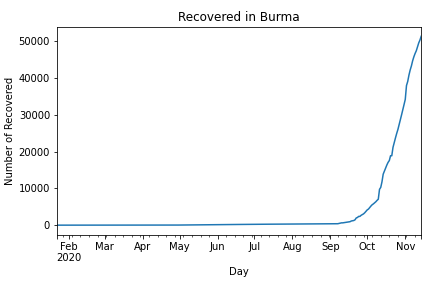 Recovered in Burma
Number of Recovered
50000
40000
30000
20000
10000
0
Feb Mar Apr May Jun Jul Aug Sep Oct Nov
2020
Day